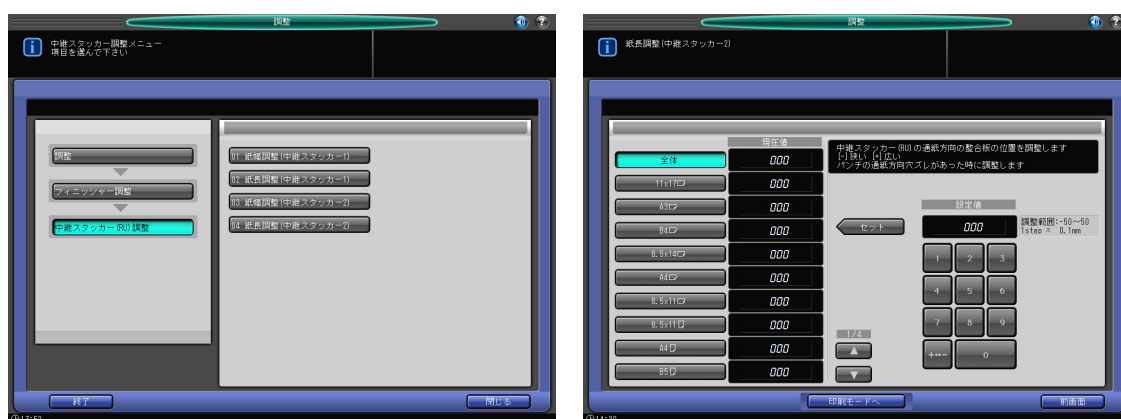 調整
?
i
中継スタッカー調整メニュー
項目を選んで下さい
調整
フィニッシャー調整
中継スタッカー(RU)調整
01 紙幅調整(中継スタッカー1)
02 紙長調整(中継スタッカー1)
03 紙幅調整(中継スタッカー2)
04 紙長調整(中継スタッカー2)
終了
閉じる
調整
?
i
紙長調整(中継スタッカー2)
現在値
全体 000
11x17 000
A3 000
B4 000
8.5x14 000
A4 000
8.5x11 000
8.5x11 000
A4 000
B5 000
中継スタッカー(RU)の通紙方向の整合板の位置を調整します
[-]狭い [+]広い
パンチの通紙方向穴ズレがあった時に調整します
設定値
セット
000
調整範囲:-50～50
1step = 0.1mm
1 2 3
4 5 6
7 8 9
+↔- 0
1/4
▲
▼
印刷モードへ
前画面